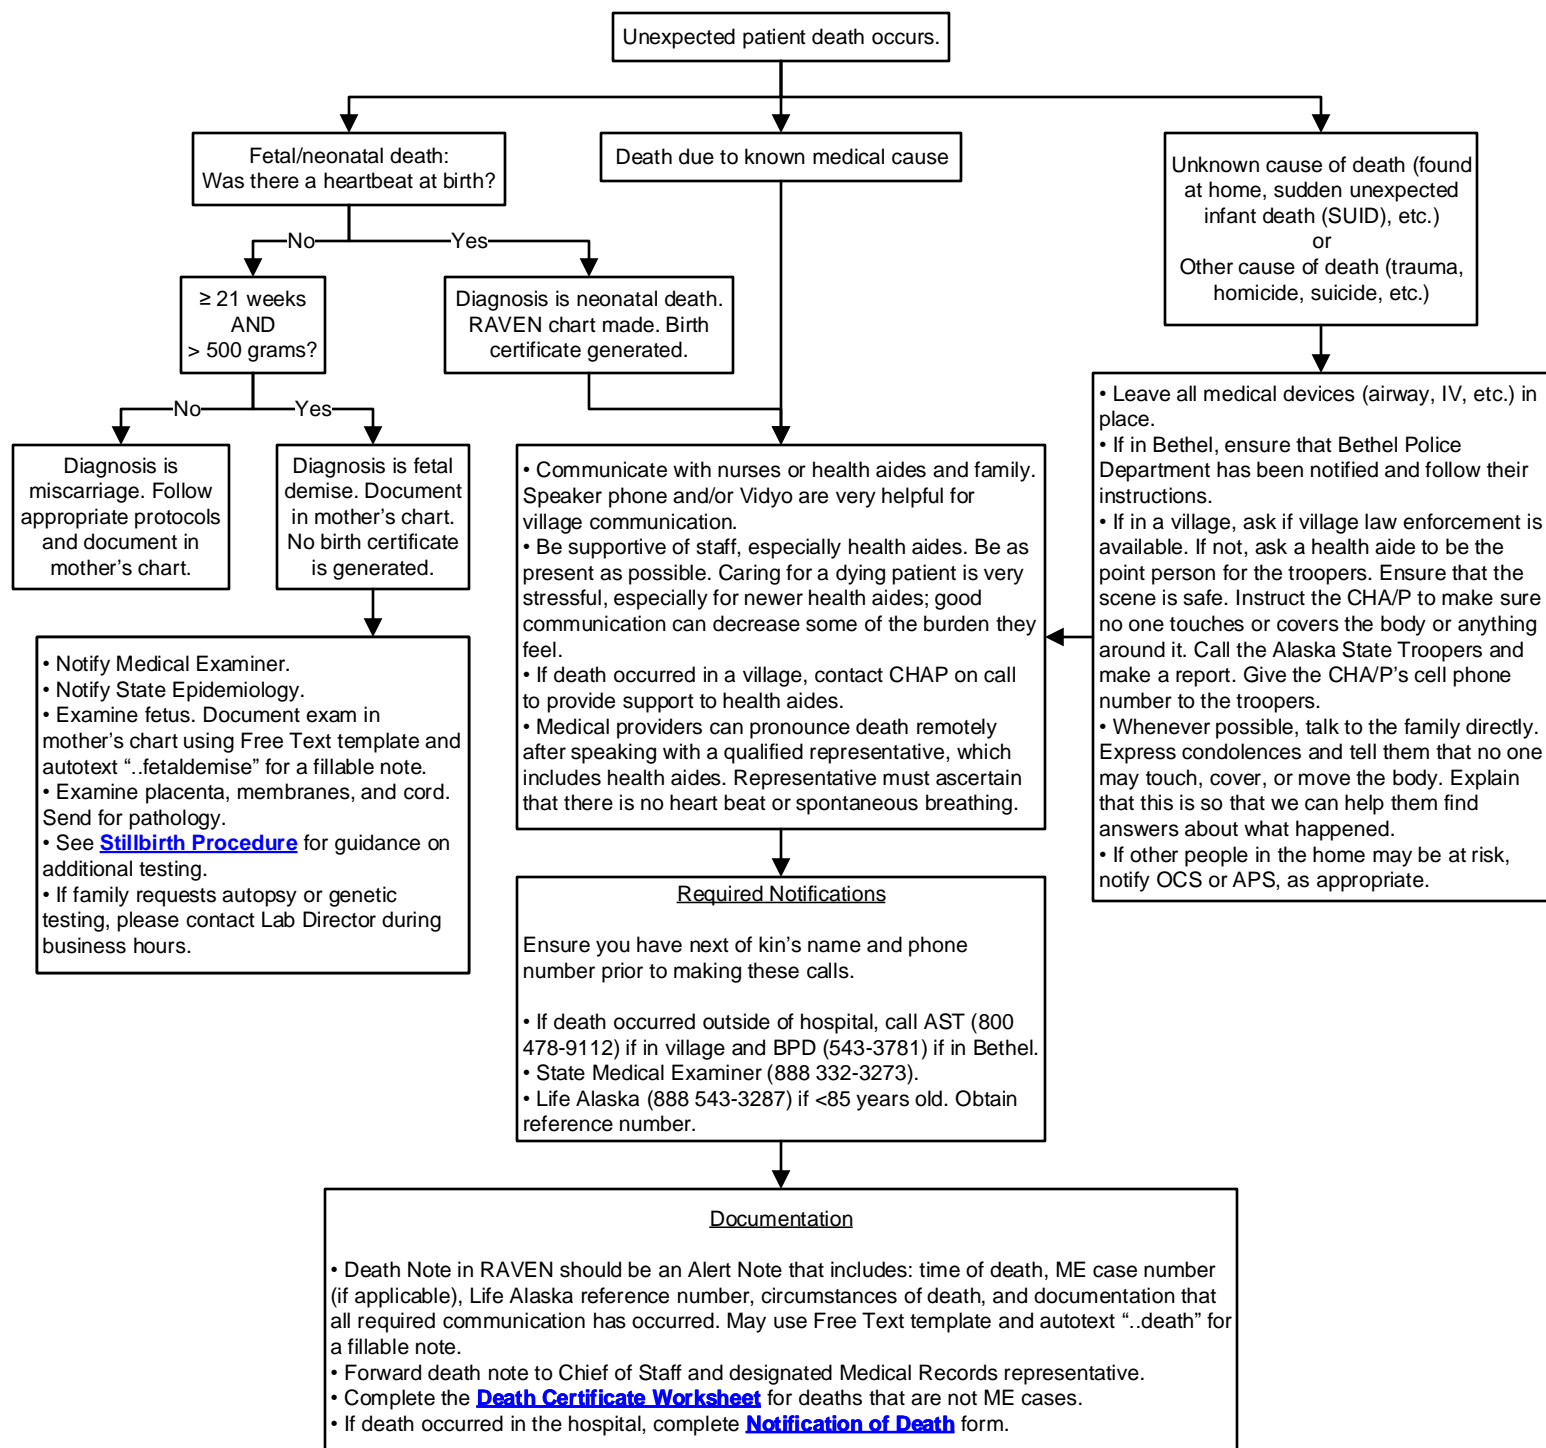 Unexpected patient death occurs.
Fetal/neonatal death:
Was there a heartbeat at birth?
Death due to known medical cause
Unknown cause of death (found
at home, sudden unexpected
infant death (SUID), etc.)
or
Other cause of death (trauma,
homicide, suicide, etc.)
No
Yes
≥ 21 weeks
AND
> 500 grams?
Diagnosis is neonatal death.
RAVEN chart made. Birth
certificate generated.
No
Yes
Diagnosis is
miscarriage. Follow
appropriate protocols
and document in
mother’s chart.
Diagnosis is fetal
demise. Document
in mother’s chart.
No birth certificate
is generated.
• Notify Medical Examiner.
• Notify State Epidemiology.
• Examine fetus. Document exam in
mother’s chart using Free Text template and
autotext “..fetaldemise” for a fillable note.
• Examine placenta, membranes, and cord.
Send for pathology.
• See Stillbirth Procedure for guidance on
additional testing.
• If family requests autopsy or genetic
testing, please contact Lab Director during
business hours.
• Communicate with nurses or health aides and family.
Speaker phone and/or Vidyo are very helpful for
village communication.
• Be supportive of staff, especially health aides. Be as
present as possible. Caring for a dying patient is very
stressful, especially for newer health aides; good
communication can decrease some of the burden they
feel.
• If death occurred in a village, contact CHAP on call
to provide support to health aides.
• Medical providers can pronounce death remotely
after speaking with a qualified representative, which
includes health aides. Representative must ascertain
that there is no heart beat or spontaneous breathing.
• Leave all medical devices (airway, IV, etc.) in
place.
• If in Bethel, ensure that Bethel Police
Department has been notified and follow their
instructions.
• If in a village, ask if village law enforcement is
available. If not, ask a health aide to be the
point person for the troopers. Ensure that the
scene is safe. Instruct the CHA/P to make sure
no one touches or covers the body or anything
around it. Call the Alaska State Troopers and
make a report. Give the CHA/P’s cell phone
number to the troopers.
• Whenever possible, talk to the family directly.
Express condolences and tell them that no one
may touch, cover, or move the body. Explain
that this is so that we can help them find
answers about what happened.
• If other people in the home may be at risk,
notify OCS or APS, as appropriate.
Required Notifications
Ensure you have next of kin’s name and phone
number prior to making these calls.
• If death occurred outside of hospital, call AST (800
478-9112) if in village and BPD (543-3781) if in Bethel.
• State Medical Examiner (888 332-3273).
• Life Alaska (888 543-3287) if <85 years old. Obtain
reference number.
Documentation
• Death Note in RAVEN should be an Alert Note that includes: time of death, ME case number
(if applicable), Life Alaska reference number, circumstances of death, and documentation that
all required communication has occurred. May use Free Text template and autotext “..death” for
a fillable note.
• Forward death note to Chief of Staff and designated Medical Records representative.
• Complete the Death Certificate Worksheet for deaths that are not ME cases.
• If death occurred in the hospital, complete Notification of Death form.